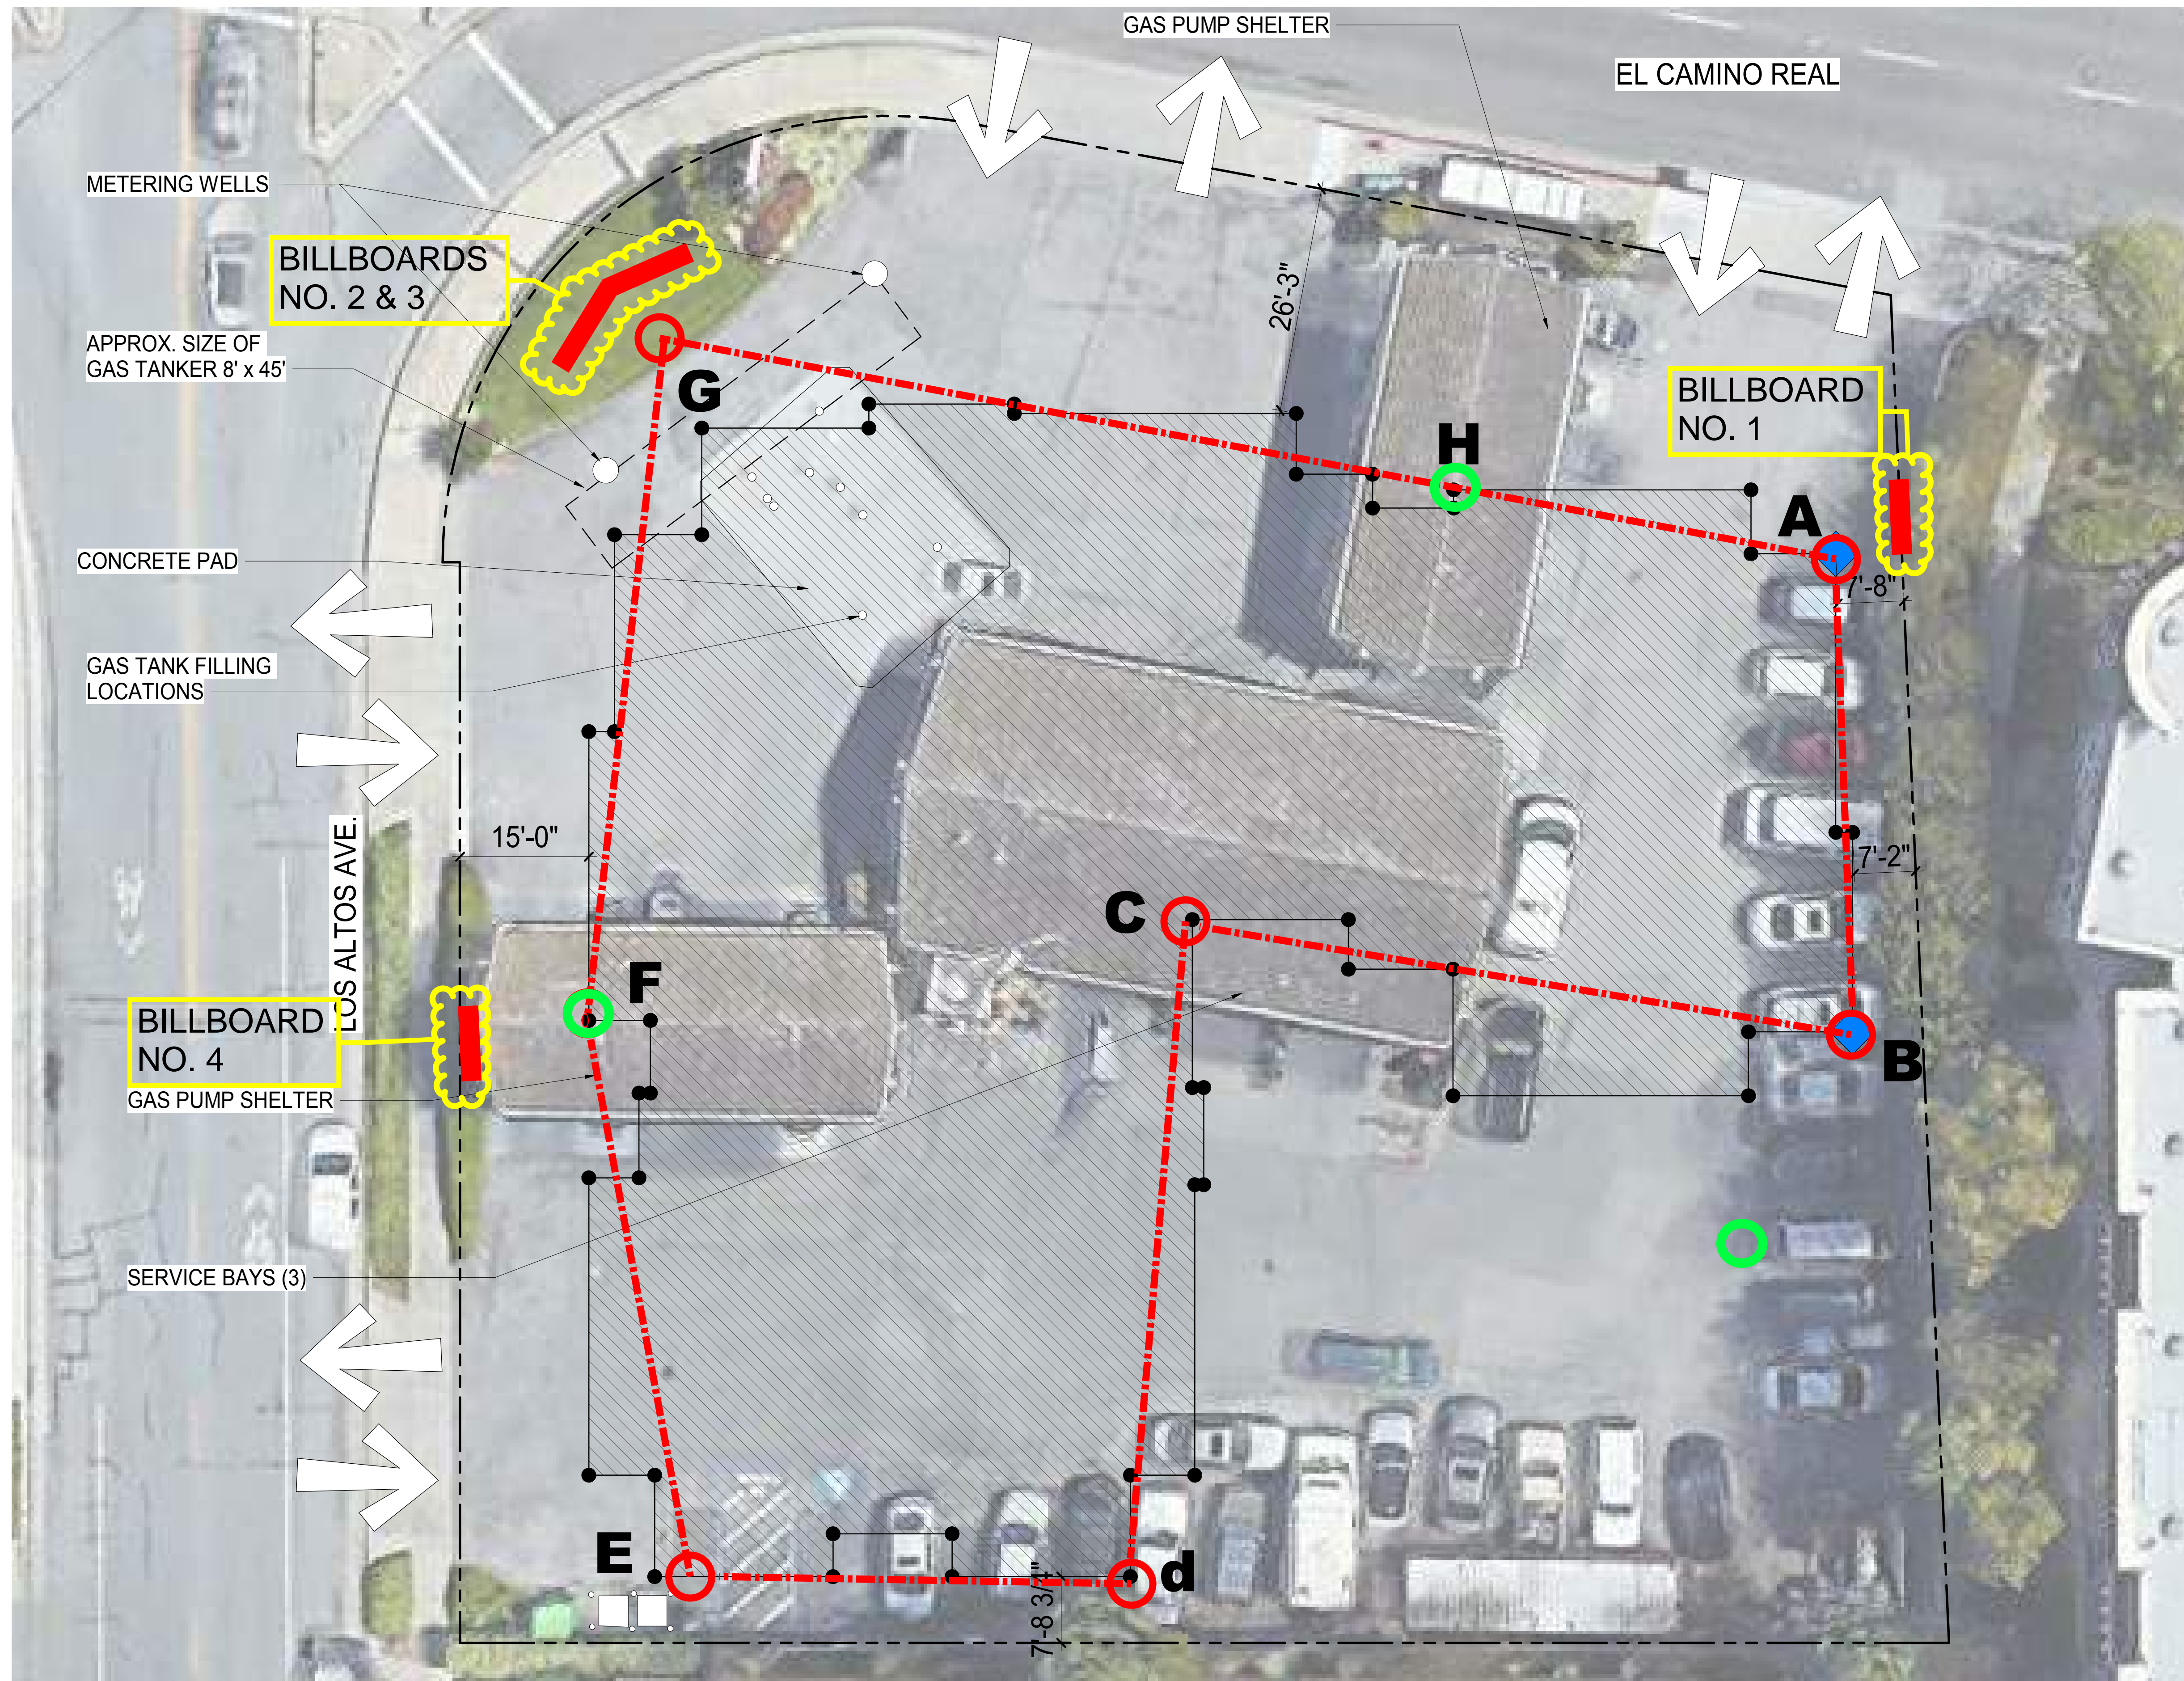 GAS PUMP SHELTER
EL CAMINO REAL
METERING WELLS
BILLBOARDS
NO. 2 & 3
26'-3"
APPROX. SIZE OF
GAS TANKER 8' x 45'
G
BILLBOARD
NO. 1
H
A
CONCRETE PAD
7'-8"
GAS TANK FILLING
LOCATIONS
15'-0"
7'-2"
LOS ALTOS AVE.
C
F
BILLBOARD
NO. 4
B
GAS PUMP SHELTER
SERVICE BAYS (3)
E
d
7'-8 3/4"